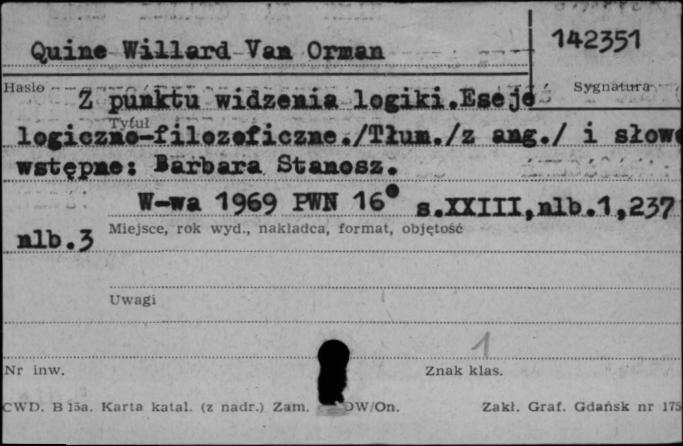 Quine Willard Van Orman
142351
Hasło
Sygnatura
Z punktu widzenia logiki.Eseje
Tytuł
logiczno-filozoficzne./Tłum./z ang./ i słowo
wstępne: Barbara Stanosz.
W-wa 1969 PWN 16° s.XXIII,nlb.1,237
nlb.3
Miejsce, rok wyd., nakładca, format, objętość
Uwagi
1
Nr inw.
Znak klas.
CWD. B 15a. Karta katal. (z nadr.) Zam. OW/On.
Zakł. Graf. Gdańsk nr 175